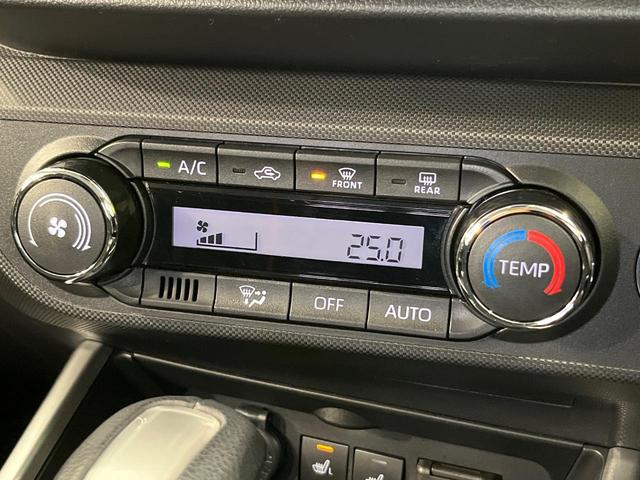 A/C
FRONT
REAR
25.0
TEMP
OFF
AUTO
L